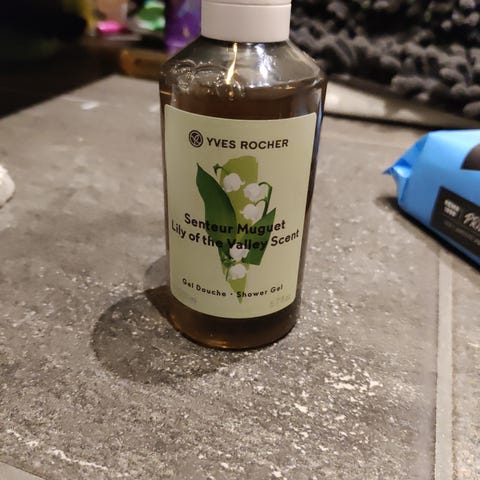 YVES ROCHER
Senteur Muguet
Lily of the Valley Scent
Gel Douche • Shower Gel